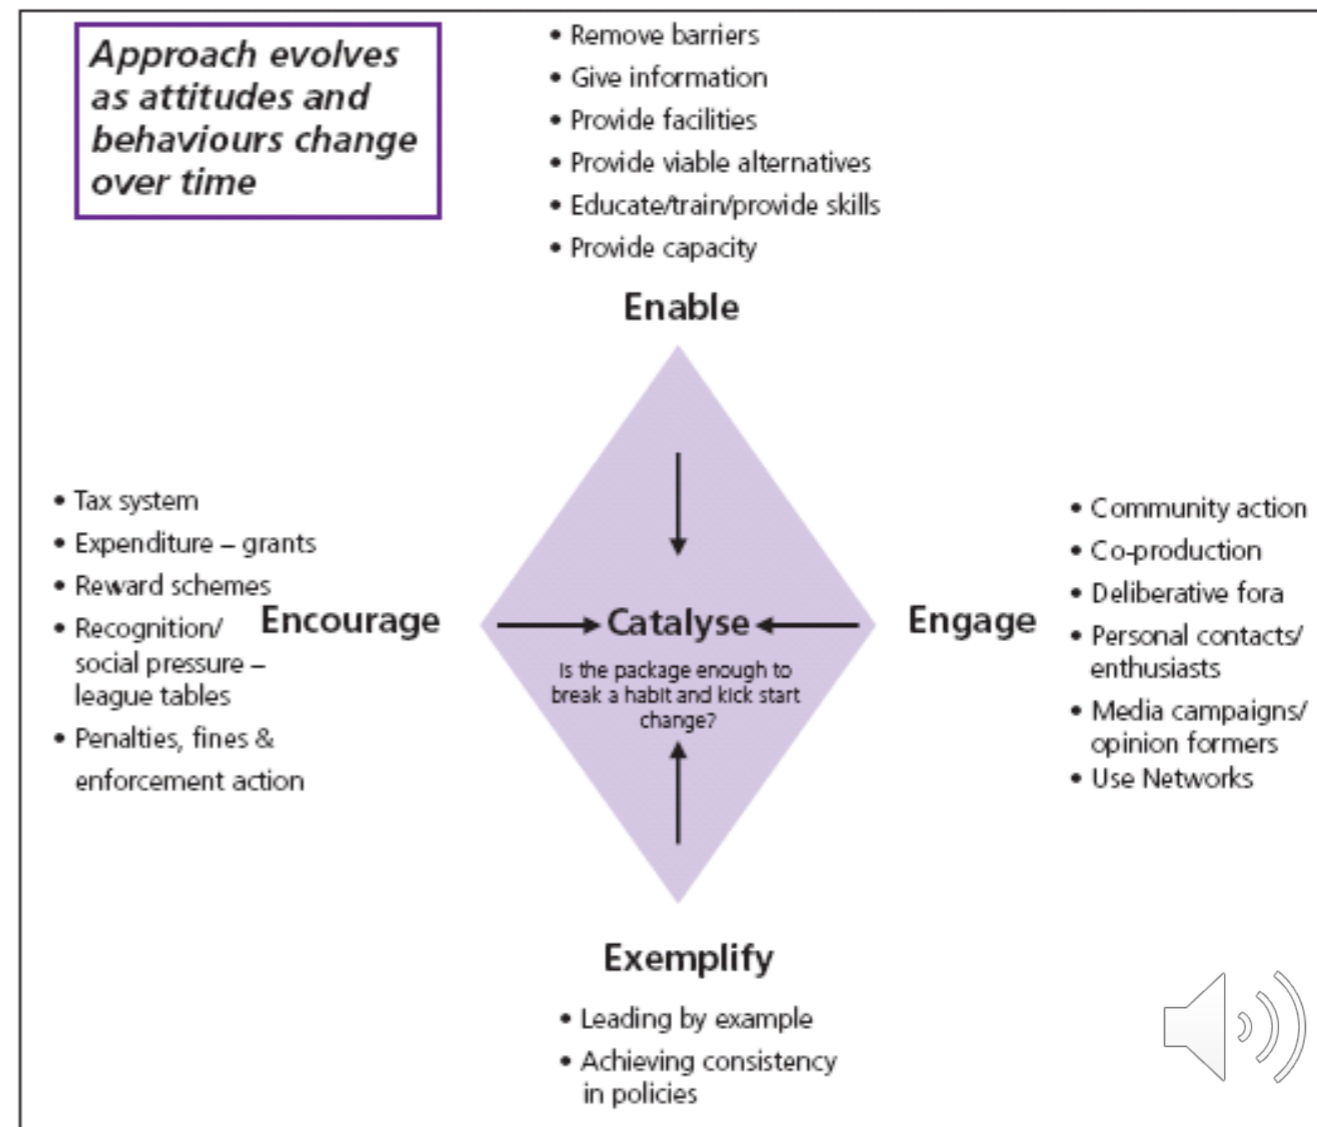 Approach evolves
as attitudes and
behaviours change
over time
• Remove barriers
• Give information
• Provide facilities
• Provide viable alternatives
• Educate/train/provide skills
• Provide capacity
Enable
• Tax system
• Expenditure – grants
• Reward schemes
• Recognition/
social pressure –
league tables
• Penalties, fines &
enforcement action
Encourage
Catalyse
Is the package enough to
break a habit and kick start
change?
Engage
• Community action
• Co-production
• Deliberative fora
• Personal contacts/
enthusiasts
• Media campaigns/
opinion formers
• Use Networks
Exemplify
• Leading by example
• Achieving consistency
in policies